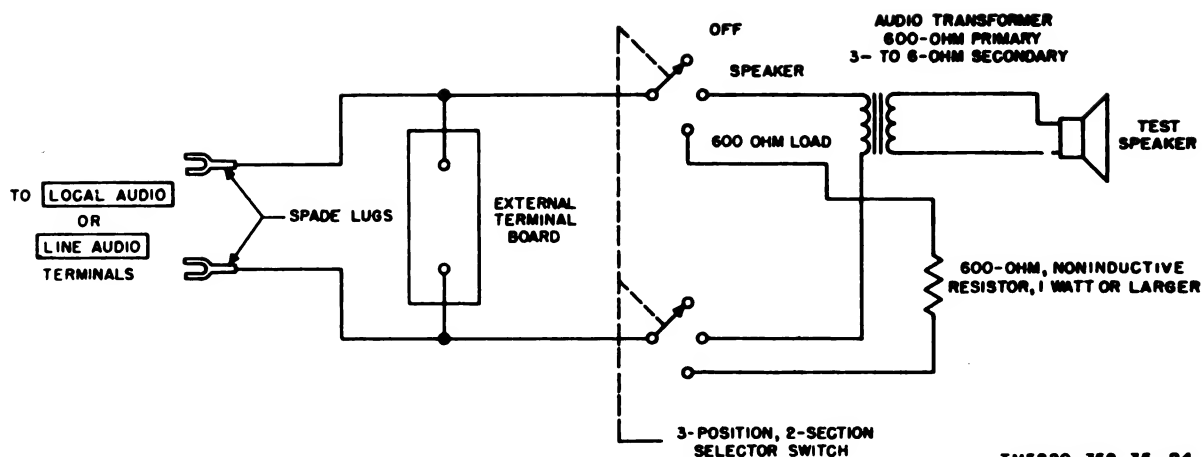 OFF
AUDIO TRANSFORMER
600-OHM PRIMARY
3- TO 6-OHM SECONDARY
SPEAKER
600 OHM LOAD
TEST
SPEAKER
TO LOCAL AUDIO
OR
LINE AUDIO
TERMINALS
SPADE LUGS
EXTERNAL
TERMINAL
BOARD
600-OHM, NONINDUCTIVE
RESISTOR, 1 WATT OR LARGER
3-POSITION, 2-SECTION
SELECTOR SWITCH